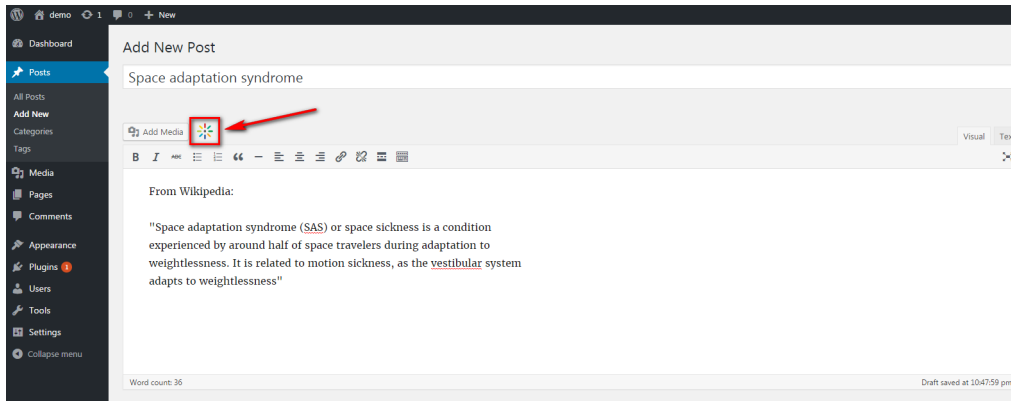 demo 1 0 + New
Dashboard
Posts
All Posts
Add New
Categories
Tags
Media
Pages
Comments
Appearance
Plugins 1
Users
Tools
Settings
Collapse menu
Add New Post
Space adaptation syndrome
Add Media
Visual Tex
B I ABC
From Wikipedia:
"Space adaptation syndrome (SAS) or space sickness is a condition
experienced by around half of space travelers during adaptation to
weightlessness. It is related to motion sickness, as the vestibular system
adapts to weightlessness"
Word count: 36
Draft saved at 10:47:59 pm